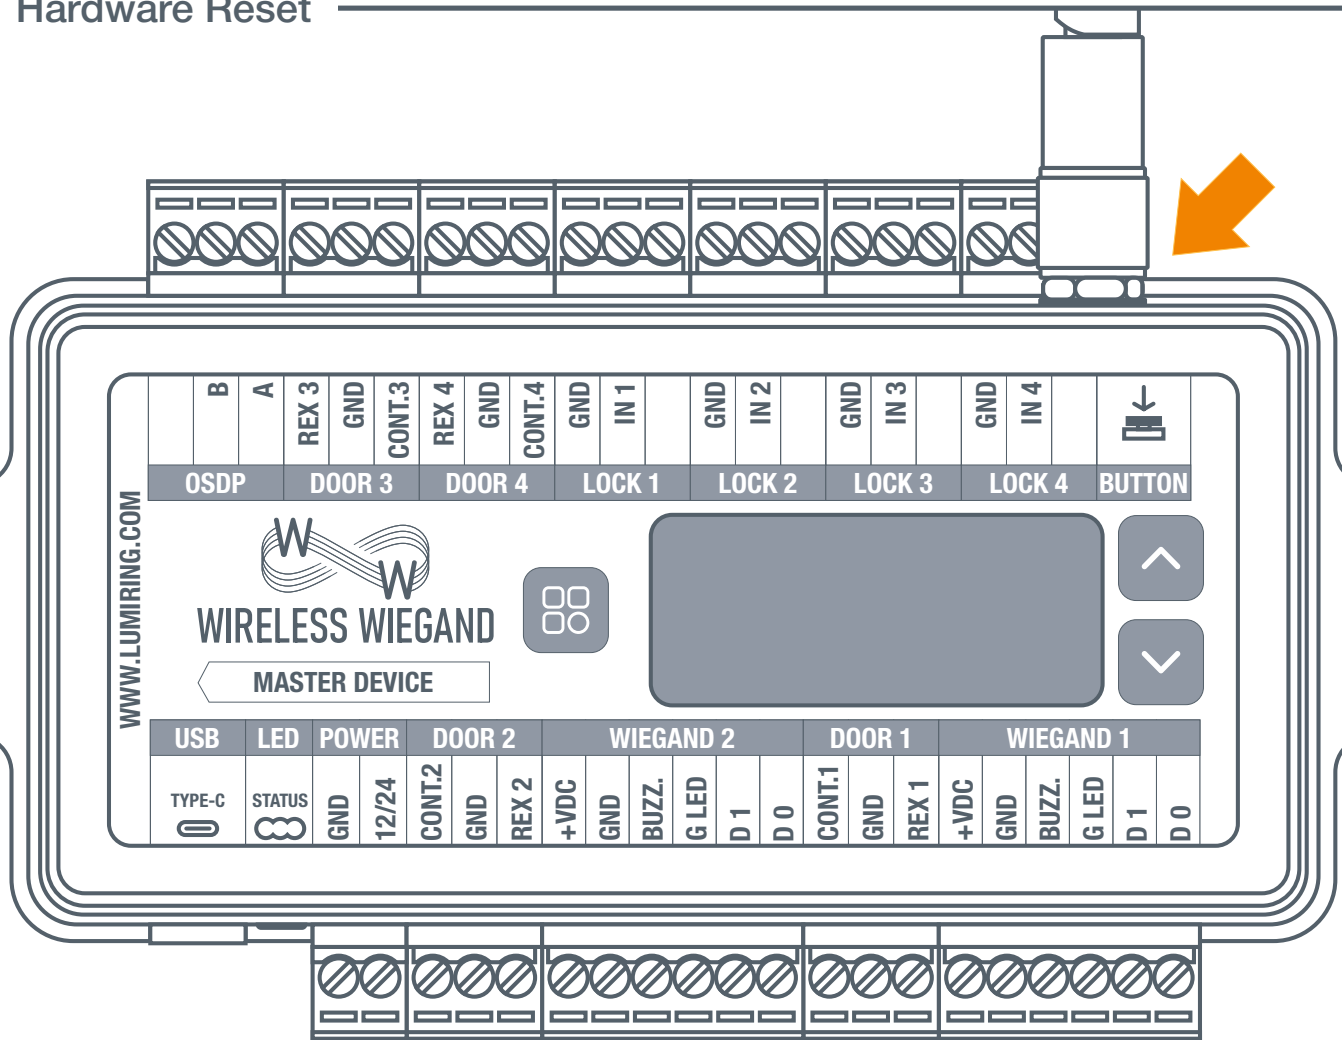 Hardware Reset
B A REX 3 GND CONT.3 REX 4 GND CONT.4 GND IN 1 GND IN 2 GND IN 3 GND IN 4
OSDP DOOR 3 DOOR 4 LOCK 1 LOCK 2 LOCK 3 LOCK 4 BUTTON
WWW.LUMIRING.COM
W W
WIRELESS WIEGAND
MASTER DEVICE
USB LED POWER DOOR 2 WIEGAND 2 DOOR 1 WIEGAND 1
TYPE-C STATUS GND 12/24 CONT.2 GND REX 2 +VDC GND BUZZ. G LED D 1 D 0 CONT.1 GND REX 1 +VDC GND BUZZ. G LED D 1 D 0